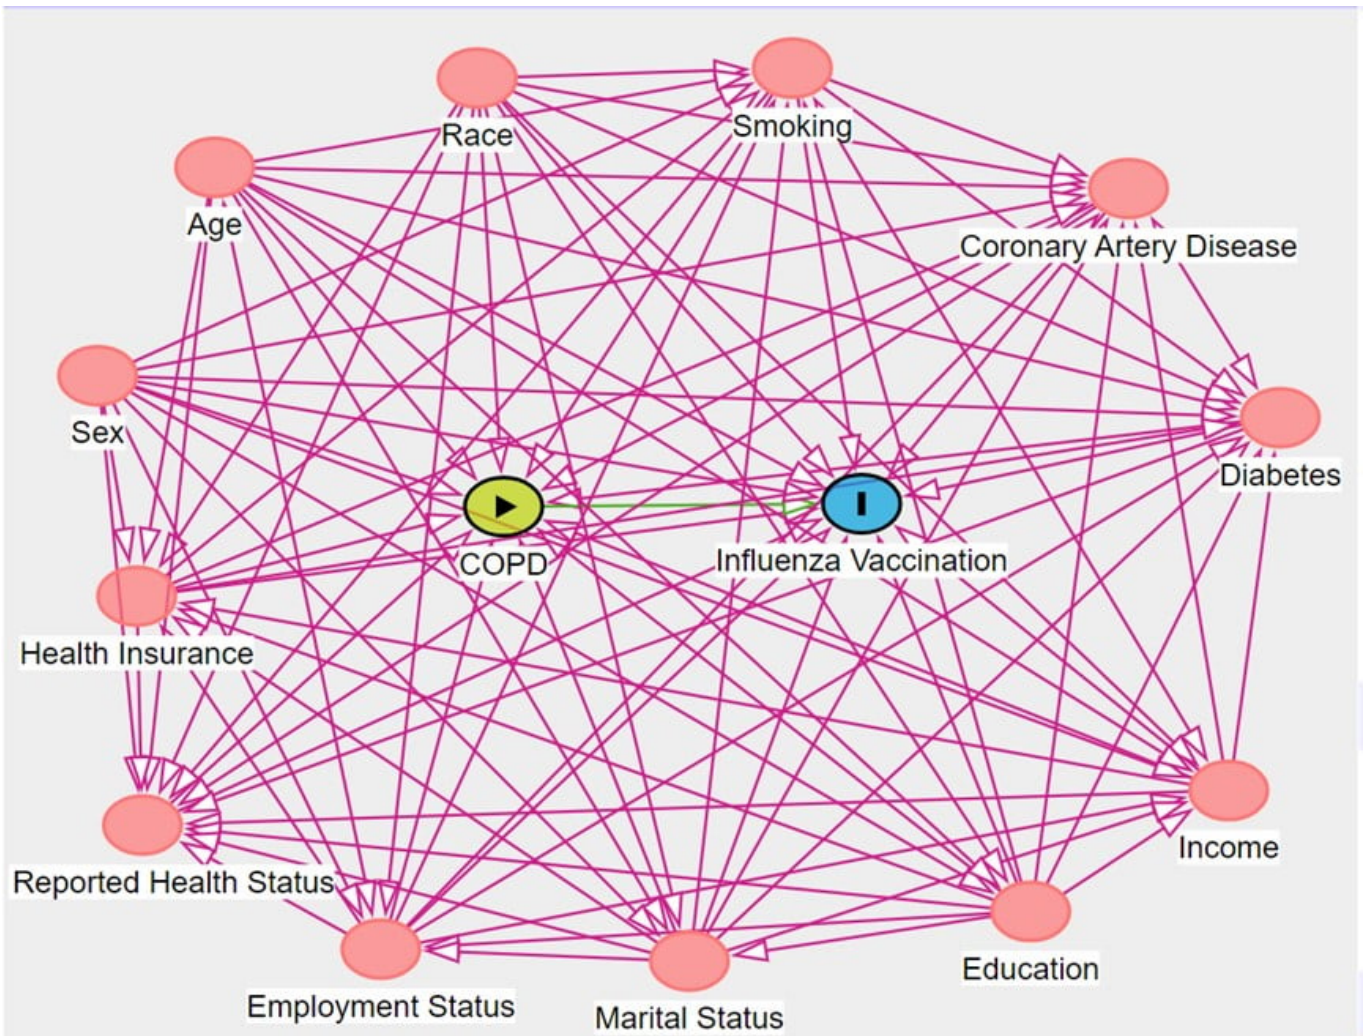 Race
Smoking
Age
Coronary Artery Disease
Sex
Diabetes
COPD
Influenza Vaccination
Health Insurance
Income
Reported Health Status
Education
Employment Status
Marital Status